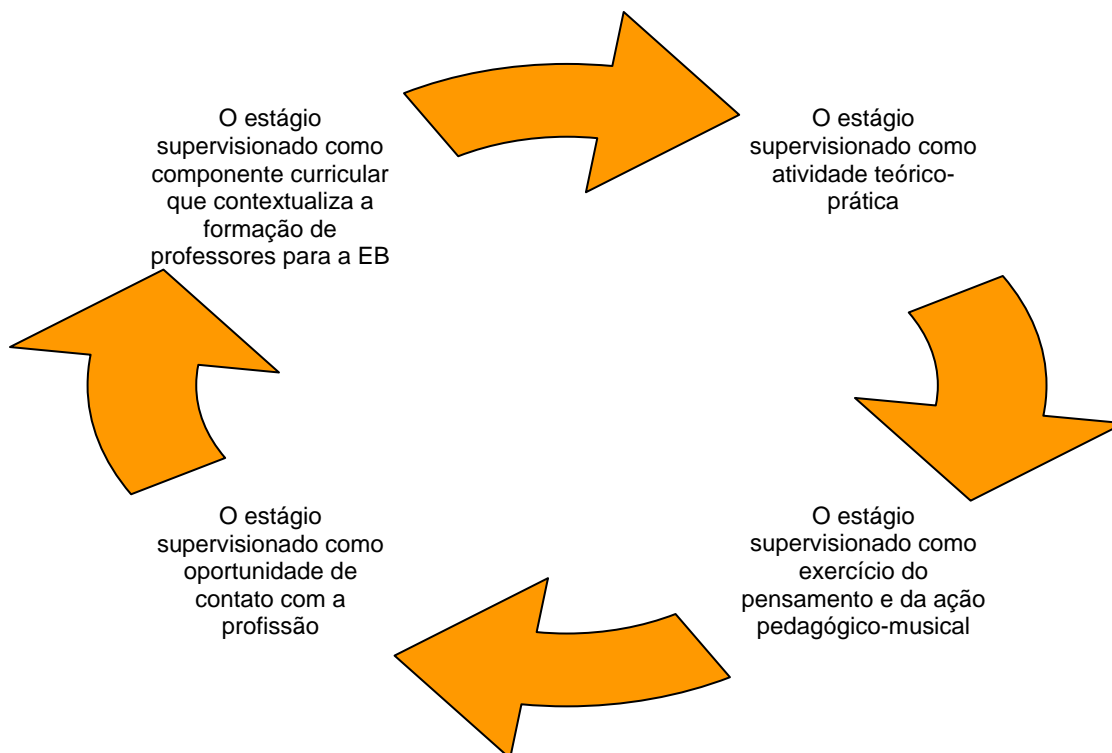 O estágio
supervisionado como
componente curricular
que contextualiza a
formação de
professores para a EB
O estágio
supervisionado como
atividade teórico-
prática
O estágio
supervisionado como
exercício do
pensamento e da ação
pedagógico-musical
O estágio
supervisionado como
oportunidade de
contato com a
profissão